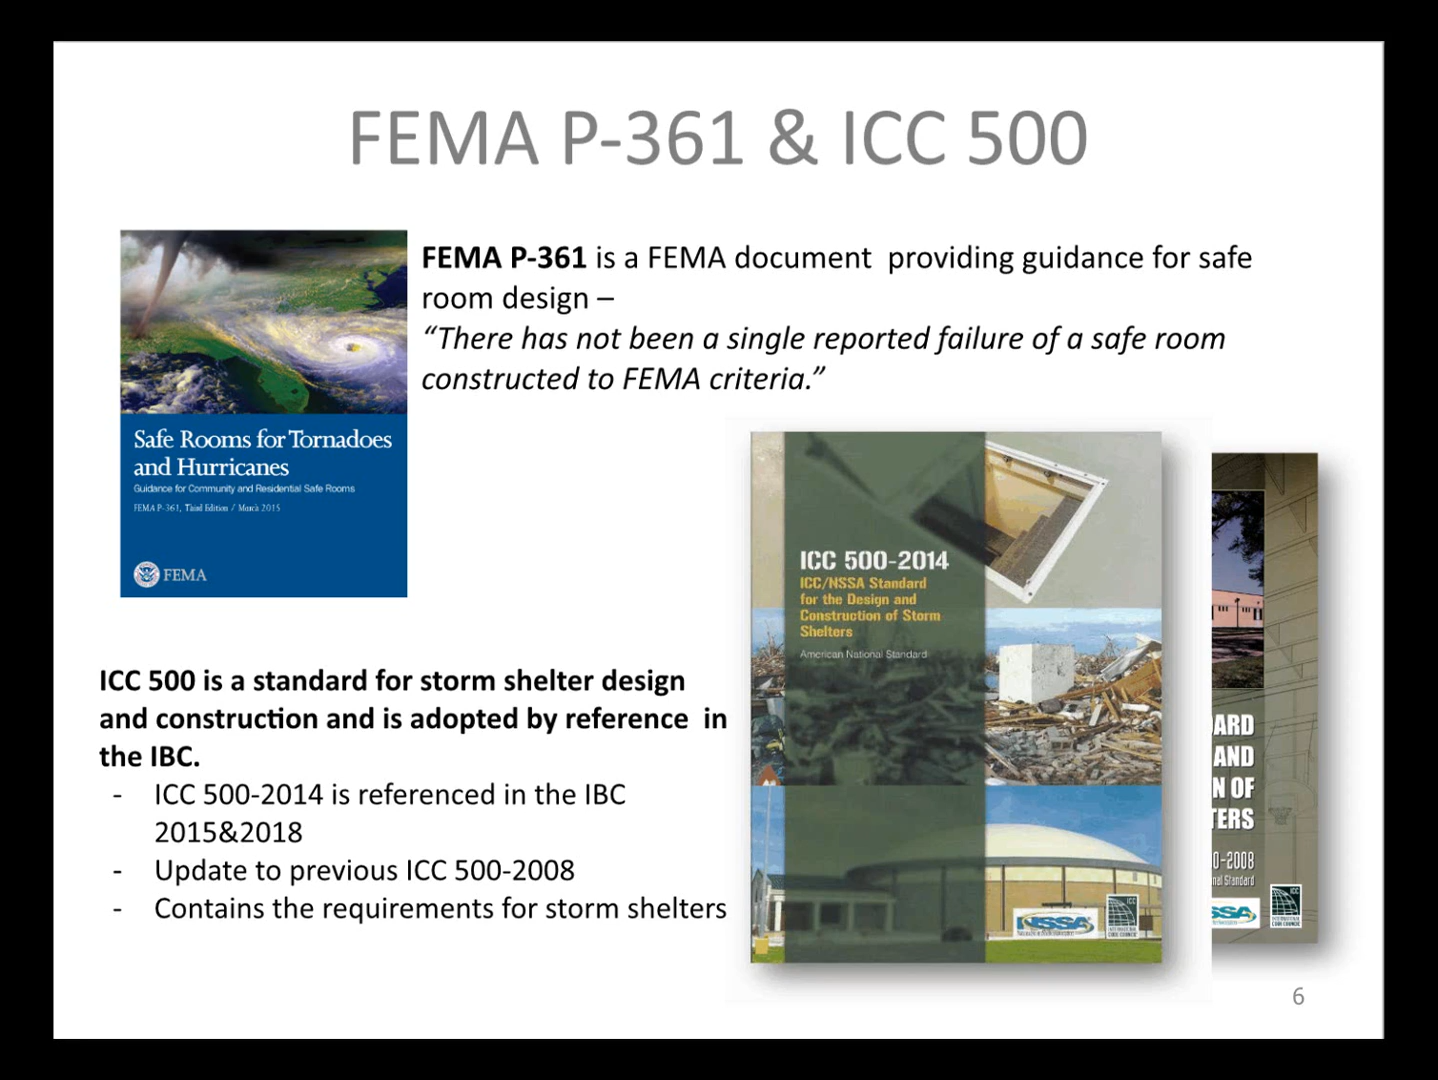 FEMA P-361 & ICC 500
FEMA P-361 is a FEMA document  providing guidance for safe
room design –
“There has not been a single reported failure of a safe room
constructed to FEMA criteria.”
Safe Rooms for Tornadoes
and Hurricanes
Guidance for Community and Residential Safe Rooms
FEMA P-361, Third Edition / March 2015
FEMA
ICC 500-2014
ICC/NSSA Standard
for the Design and
Construction of Storm
Shelters
American National Standard
NSSA
ICC 500 is a standard for storm shelter design
and construction and is adopted by reference  in
the IBC.
- ICC 500-2014 is referenced in the IBC
2015&2018
- Update to previous ICC 500-2008
- Contains the requirements for storm shelters
ARD
AND
N OF
TERS
0-2008
nal Standard
SSA
ICC
INTERNATIONAL
CODE COUNCIL
6